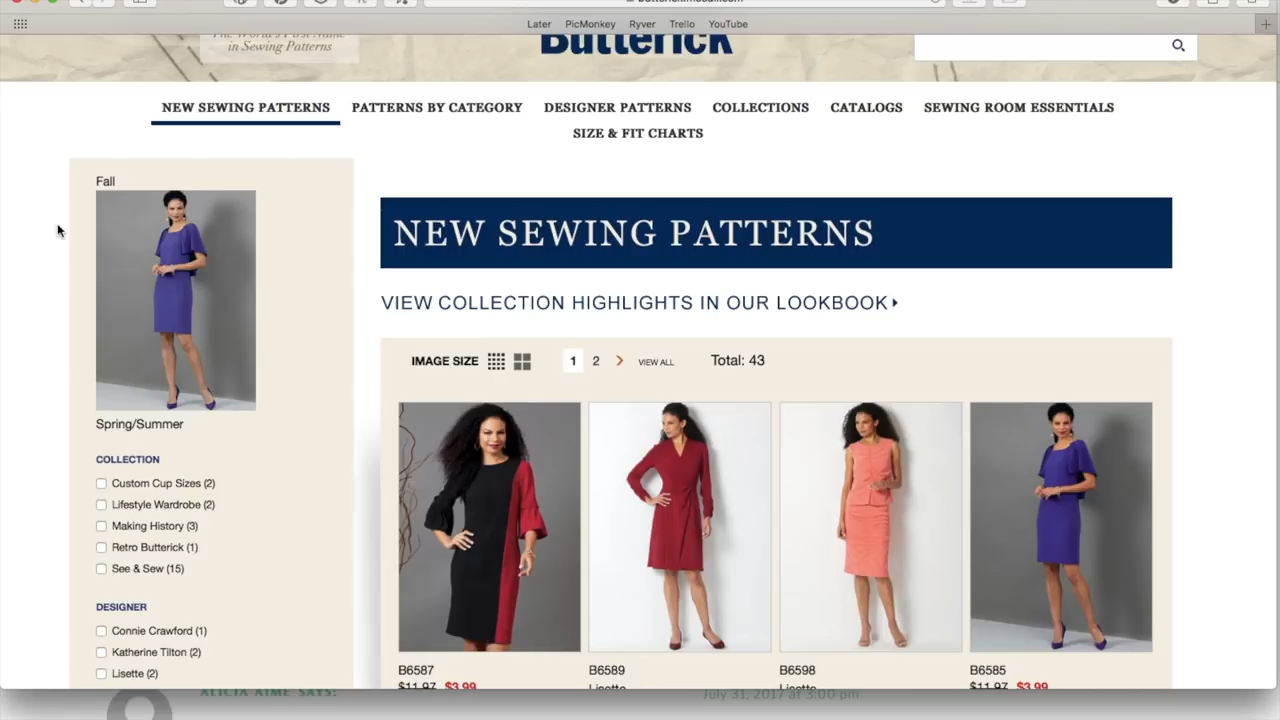 Later PicMonkey Ryver Trello YouTube
The World's First Name
in Sewing Patterns
Butterick
NEW SEWING PATTERNS PATTERNS BY CATEGORY DESIGNER PATTERNS COLLECTIONS CATALOGS SEWING ROOM ESSENTIALS
SIZE & FIT CHARTS
Fall
Spring/Summer
COLLECTION
Custom Cup Sizes (2)
Lifestyle Wardrobe (2)
Making History (3)
Retro Butterick (1)
See & Sew (15)
DESIGNER
Connie Crawford (1)
Katherine Tilton (2)
Lisette (2)
NEW SEWING PATTERNS
VIEW COLLECTION HIGHLIGHTS IN OUR LOOKBOOK
IMAGE SIZE 1 2 VIEW ALL Total: 43
B6587 B6589 B6598 B6585
$11.97 $3.99 Lisette Lisette $11.97 $3.99
ALICIA AIME SAYS: July 31, 2017 at 3:00 pm